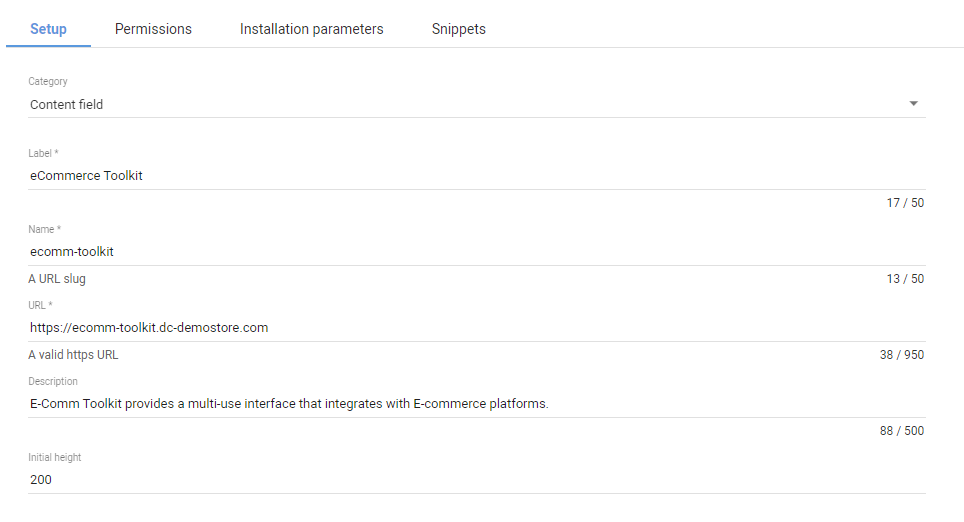 Setup Permissions Installation parameters Snippets
Category
Content field
Label *
eCommerce Toolkit
17 / 50
Name *
ecomm-toolkit
A URL slug 13 / 50
URL *
https://ecomm-toolkit.dc-demostore.com
A valid https URL 38 / 950
Description
E-Comm Toolkit provides a multi-use interface that integrates with E-commerce platforms.
88 / 500
Initial height
200